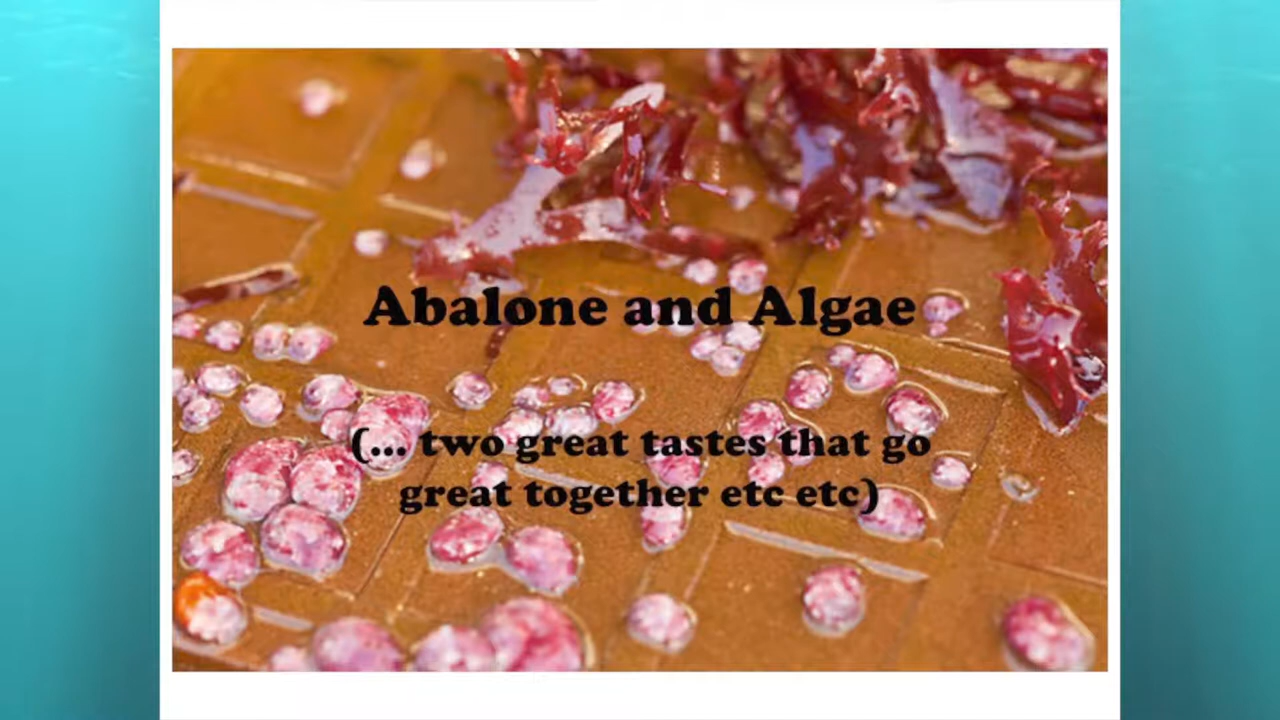 Abalone and Algae
(... two great tastes that go
great together etc etc)